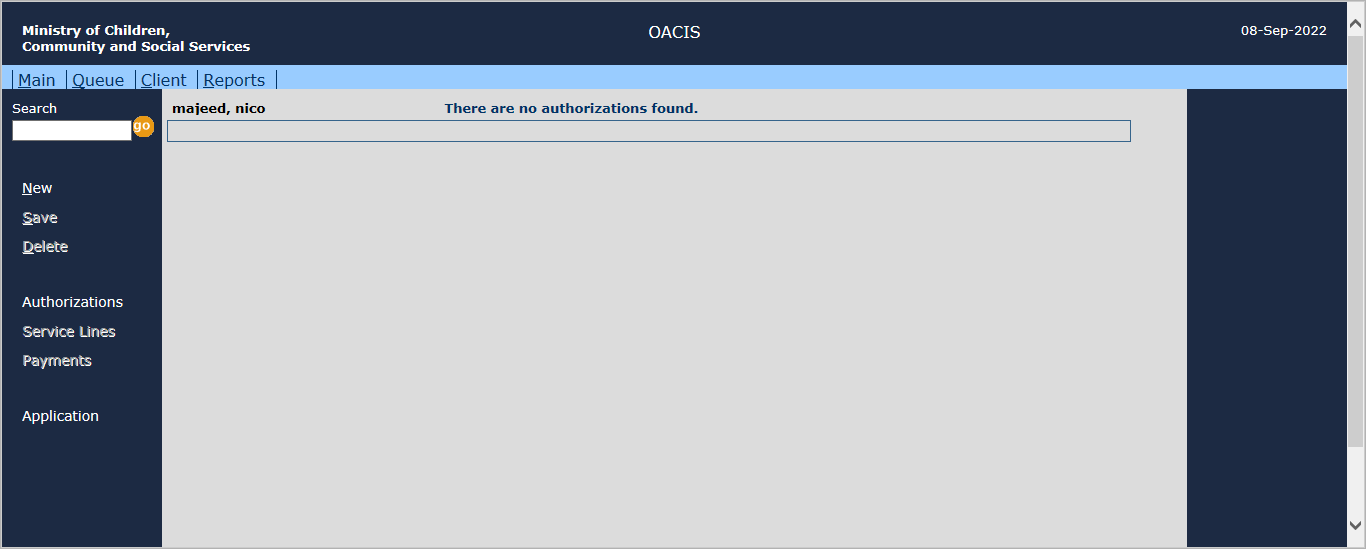 Ministry of Children,
Community and Social Services
OACIS
08-Sep-2022
Main Queue Client Reports
Search
go
majeed, nico
There are no authorizations found.
New
Save
Delete
Authorizations
Service Lines
Payments
Application